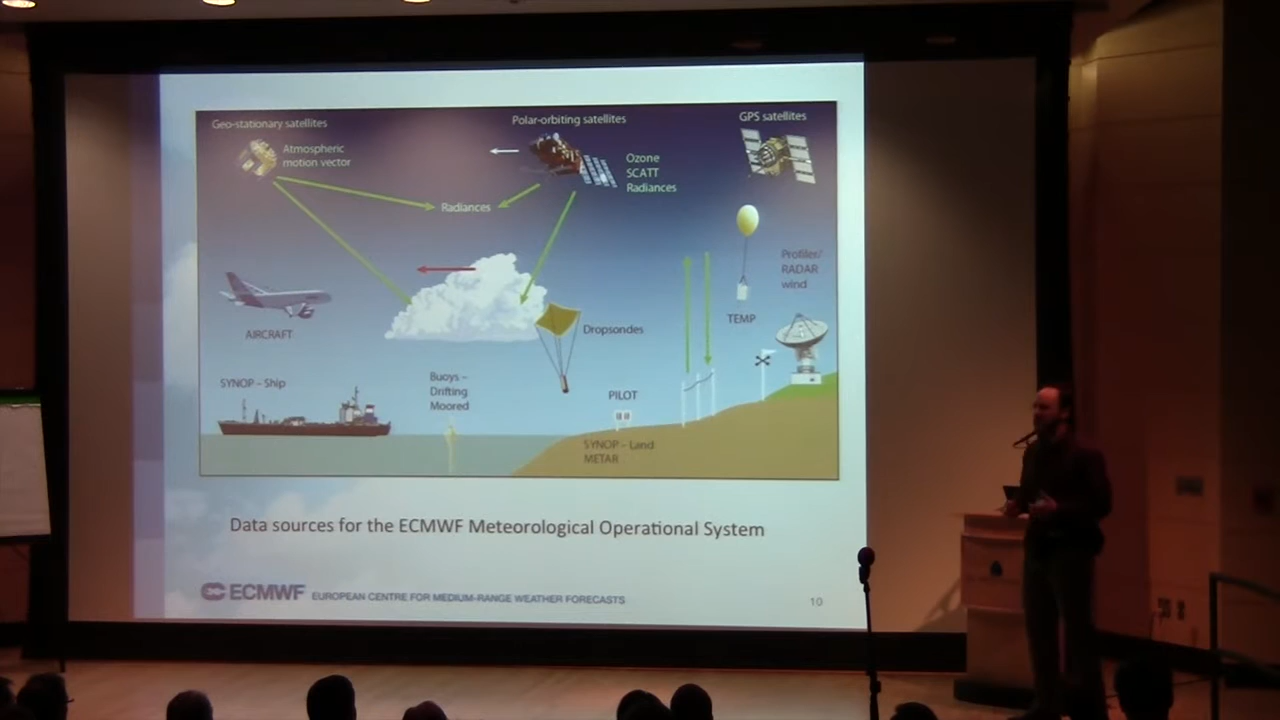 Geo-stationary satellites
Polar-orbiting satellites
GPS satellites
Atmospheric
motion vector
Ozone
SCATT
Radiances
Radiances
Profiler/
RADAR
wind
AIRCRAFT
Dropsondes
TEMP
SYNOP – Ship
Buoys –
Drifting
Moored
PILOT
SYNOP – Land
METAR
Data sources for the ECMWF Meteorological Operational System
ECMWF EUROPEAN CENTRE FOR MEDIUM-RANGE WEATHER FORECASTS
10